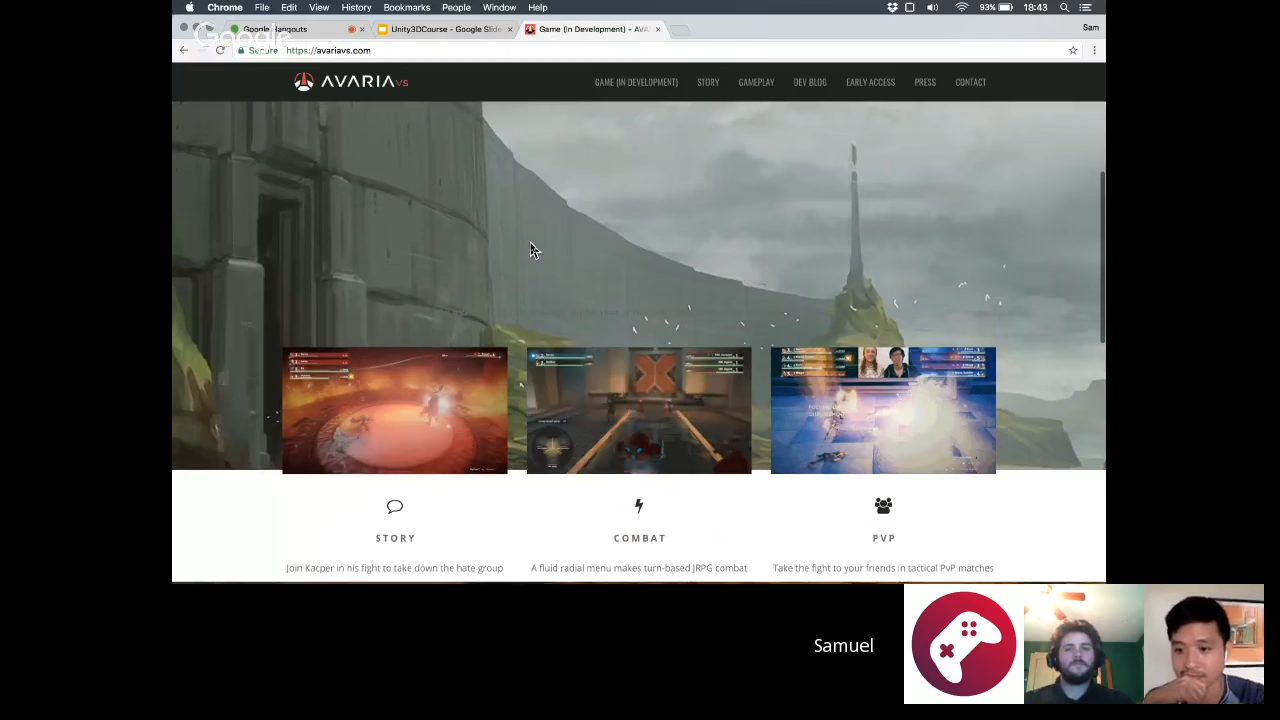 Chrome File Edit View History Bookmarks People Window Help 93% 18:43
Google Hangouts Unity3DCourse - Google Slide Game (In Development) - AVA Sam
Secure https://avariavs.com
AVARIA VS GAME (IN DEVELOPMENT) STORY GAMEPLAY DEV BLOG EARLY ACCESS PRESS CONTACT
STORY COMBAT PVP
Join Kacper in his fight to take down the hate group A fluid radial menu makes turn-based JRPG combat Take the fight to your friends in tactical PvP matches
Samuel